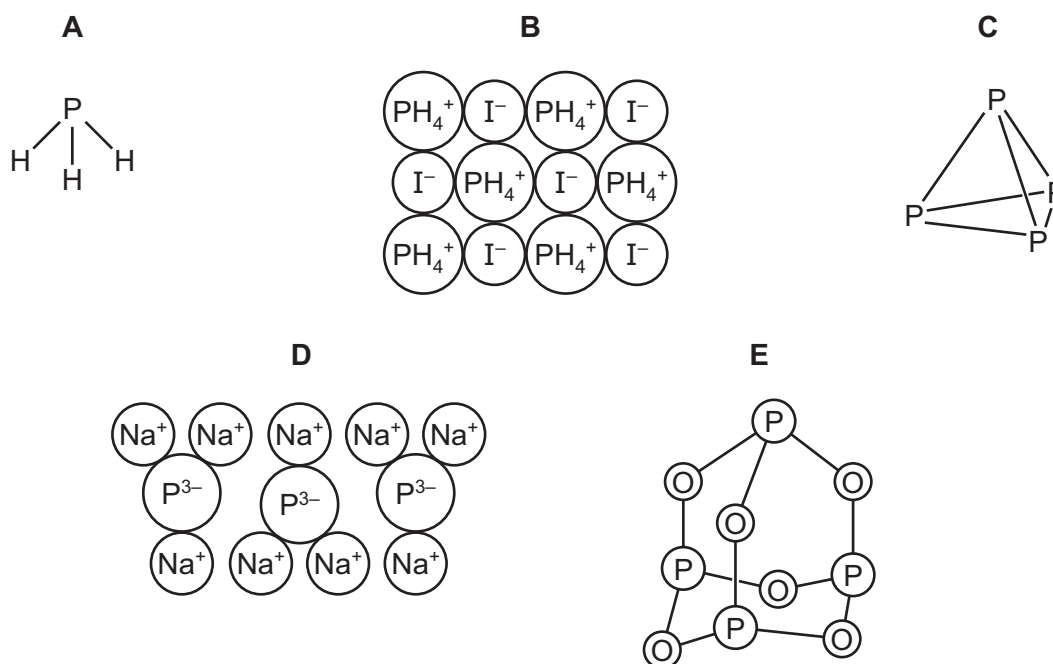 A B C
P
H H H
PH₄⁺ I⁻ PH₄⁺ I⁻
I⁻ PH₄⁺ I⁻ PH₄⁺
PH₄⁺ I⁻ PH₄⁺ I⁻
P
P P P
D E
Na⁺ Na⁺ Na⁺ Na⁺ Na⁺
P³⁻ P³⁻ P³⁻
Na⁺ Na⁺ Na⁺ Na⁺
P
O O
O
P P
O
P
O O